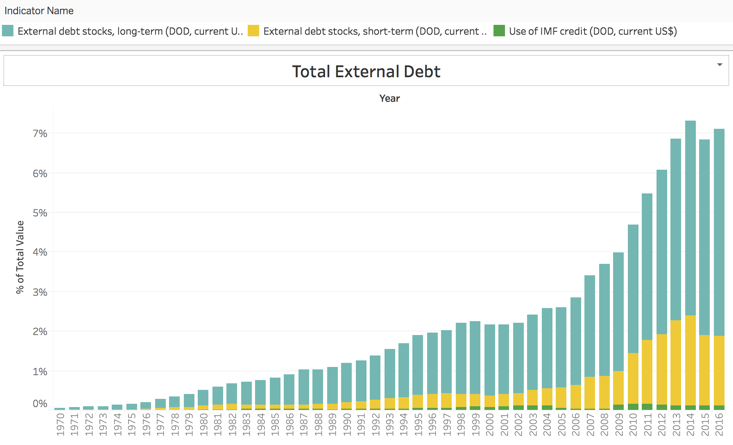 Indicator Name
External debt stocks, long-term (DOD, current U.. External debt stocks, short-term (DOD, current .. Use of IMF credit (DOD, current US$)
Total External Debt
Year
% of Total Value
7%
6%
5%
4%
3%
2%
1%
0%
1970 1971 1972 1973 1974 1975 1976 1977 1978 1979 1980 1981 1982 1983 1984 1985 1986 1987 1988 1989 1990 1991 1992 1993 1994 1995 1996 1997 1998 1999 2000 2001 2002 2003 2004 2005 2006 2007 2008 2009 2010 2011 2012 2013 2014 2015 2016